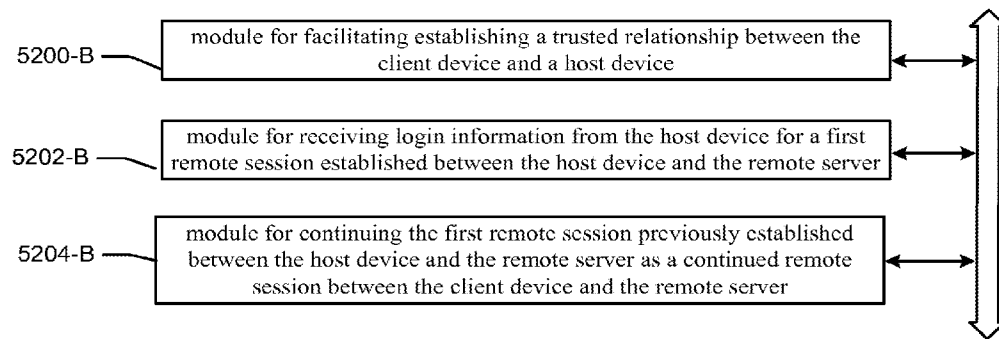 5200-B
module for facilitating establishing a trusted relationship between the
client device and a host device
5202-B
module for receiving login information from the host device for a first
remote session established between the host device and the remote server
5204-B
module for continuing the first remote session previously established
between the host device and the remote server as a continued remote
session between the client device and the remote server